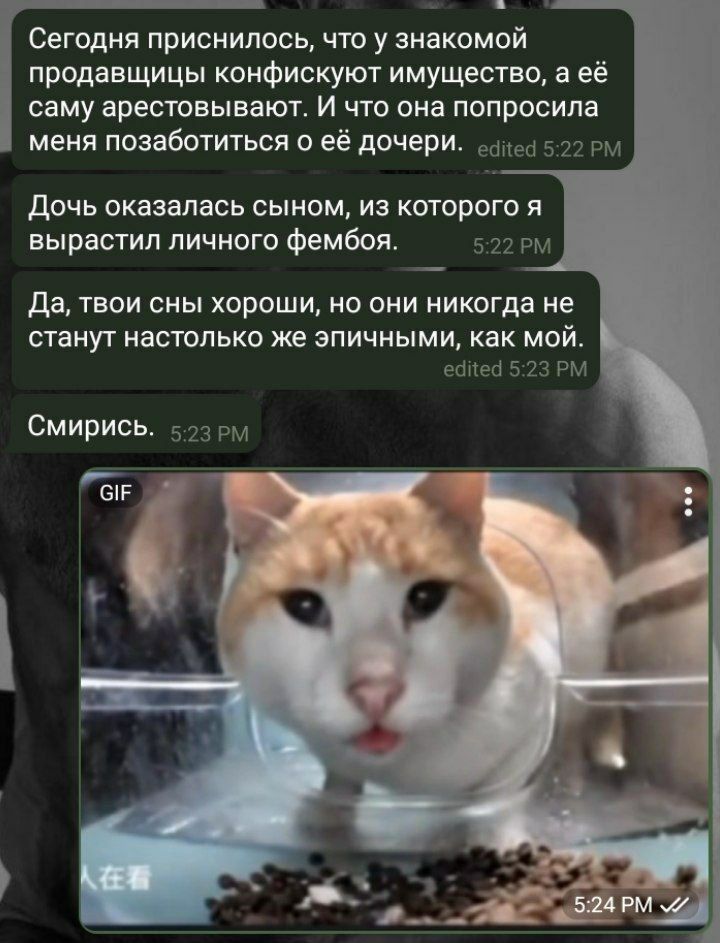 Сегодня приснилось, что у знакомой
продавщицы конфискуют имущество, а её
саму арестовывают. И что она попросила
меня позаботиться о её дочери. edited 5:22 PM
Дочь оказалась сыном, из которого я
вырастил личного фембоя. 5:22 PM
Да, твои сны хороши, но они никогда не
станут настолько же эпичными, как мой.
edited 5:23 PM
Смирись. 5:23 PM
GIF
人在看
5:24 PM